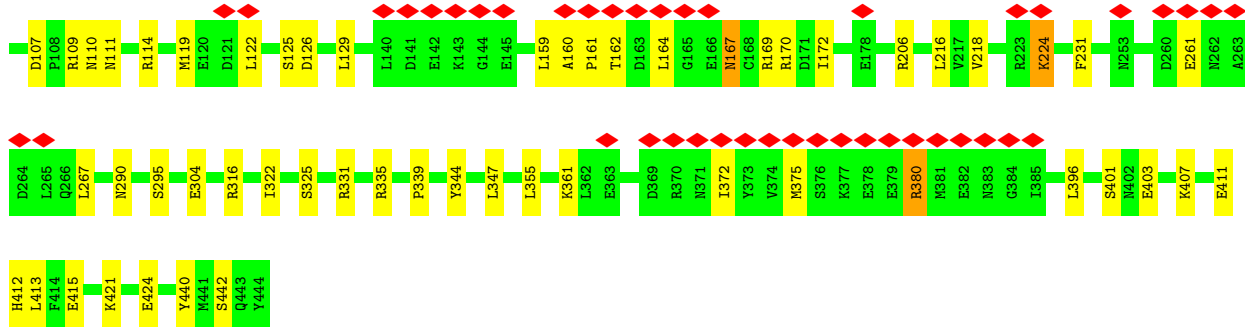 D107 P108 R109 N110 N111 R114 M119 E120 D121 L122 S125 D126 L129 L140 D141 E142 K143 G144 E145 L159 A160 P161 T162 D163 L164 G165 E166 N167 C168 R169 R170 D171 I172 E178 R206 L216 V217 V218 R223 K224 F231 N253 D260 E261 N262 A263
D264 L265 Q266 L267 N290 S295 E304 R316 I322 S325 R331 R335 P339 Y344 L347 L355 K361 L362 E363 D369 R370 N371 I372 Y373 V374 M375 S376 K377 E378 E379 R380 M381 E382 N383 G384 I385 L396 S401 N402 E403 K407 E411
H412 L413 F414 E415 K421 E424 Y440 M441 S442 Q443 Y444